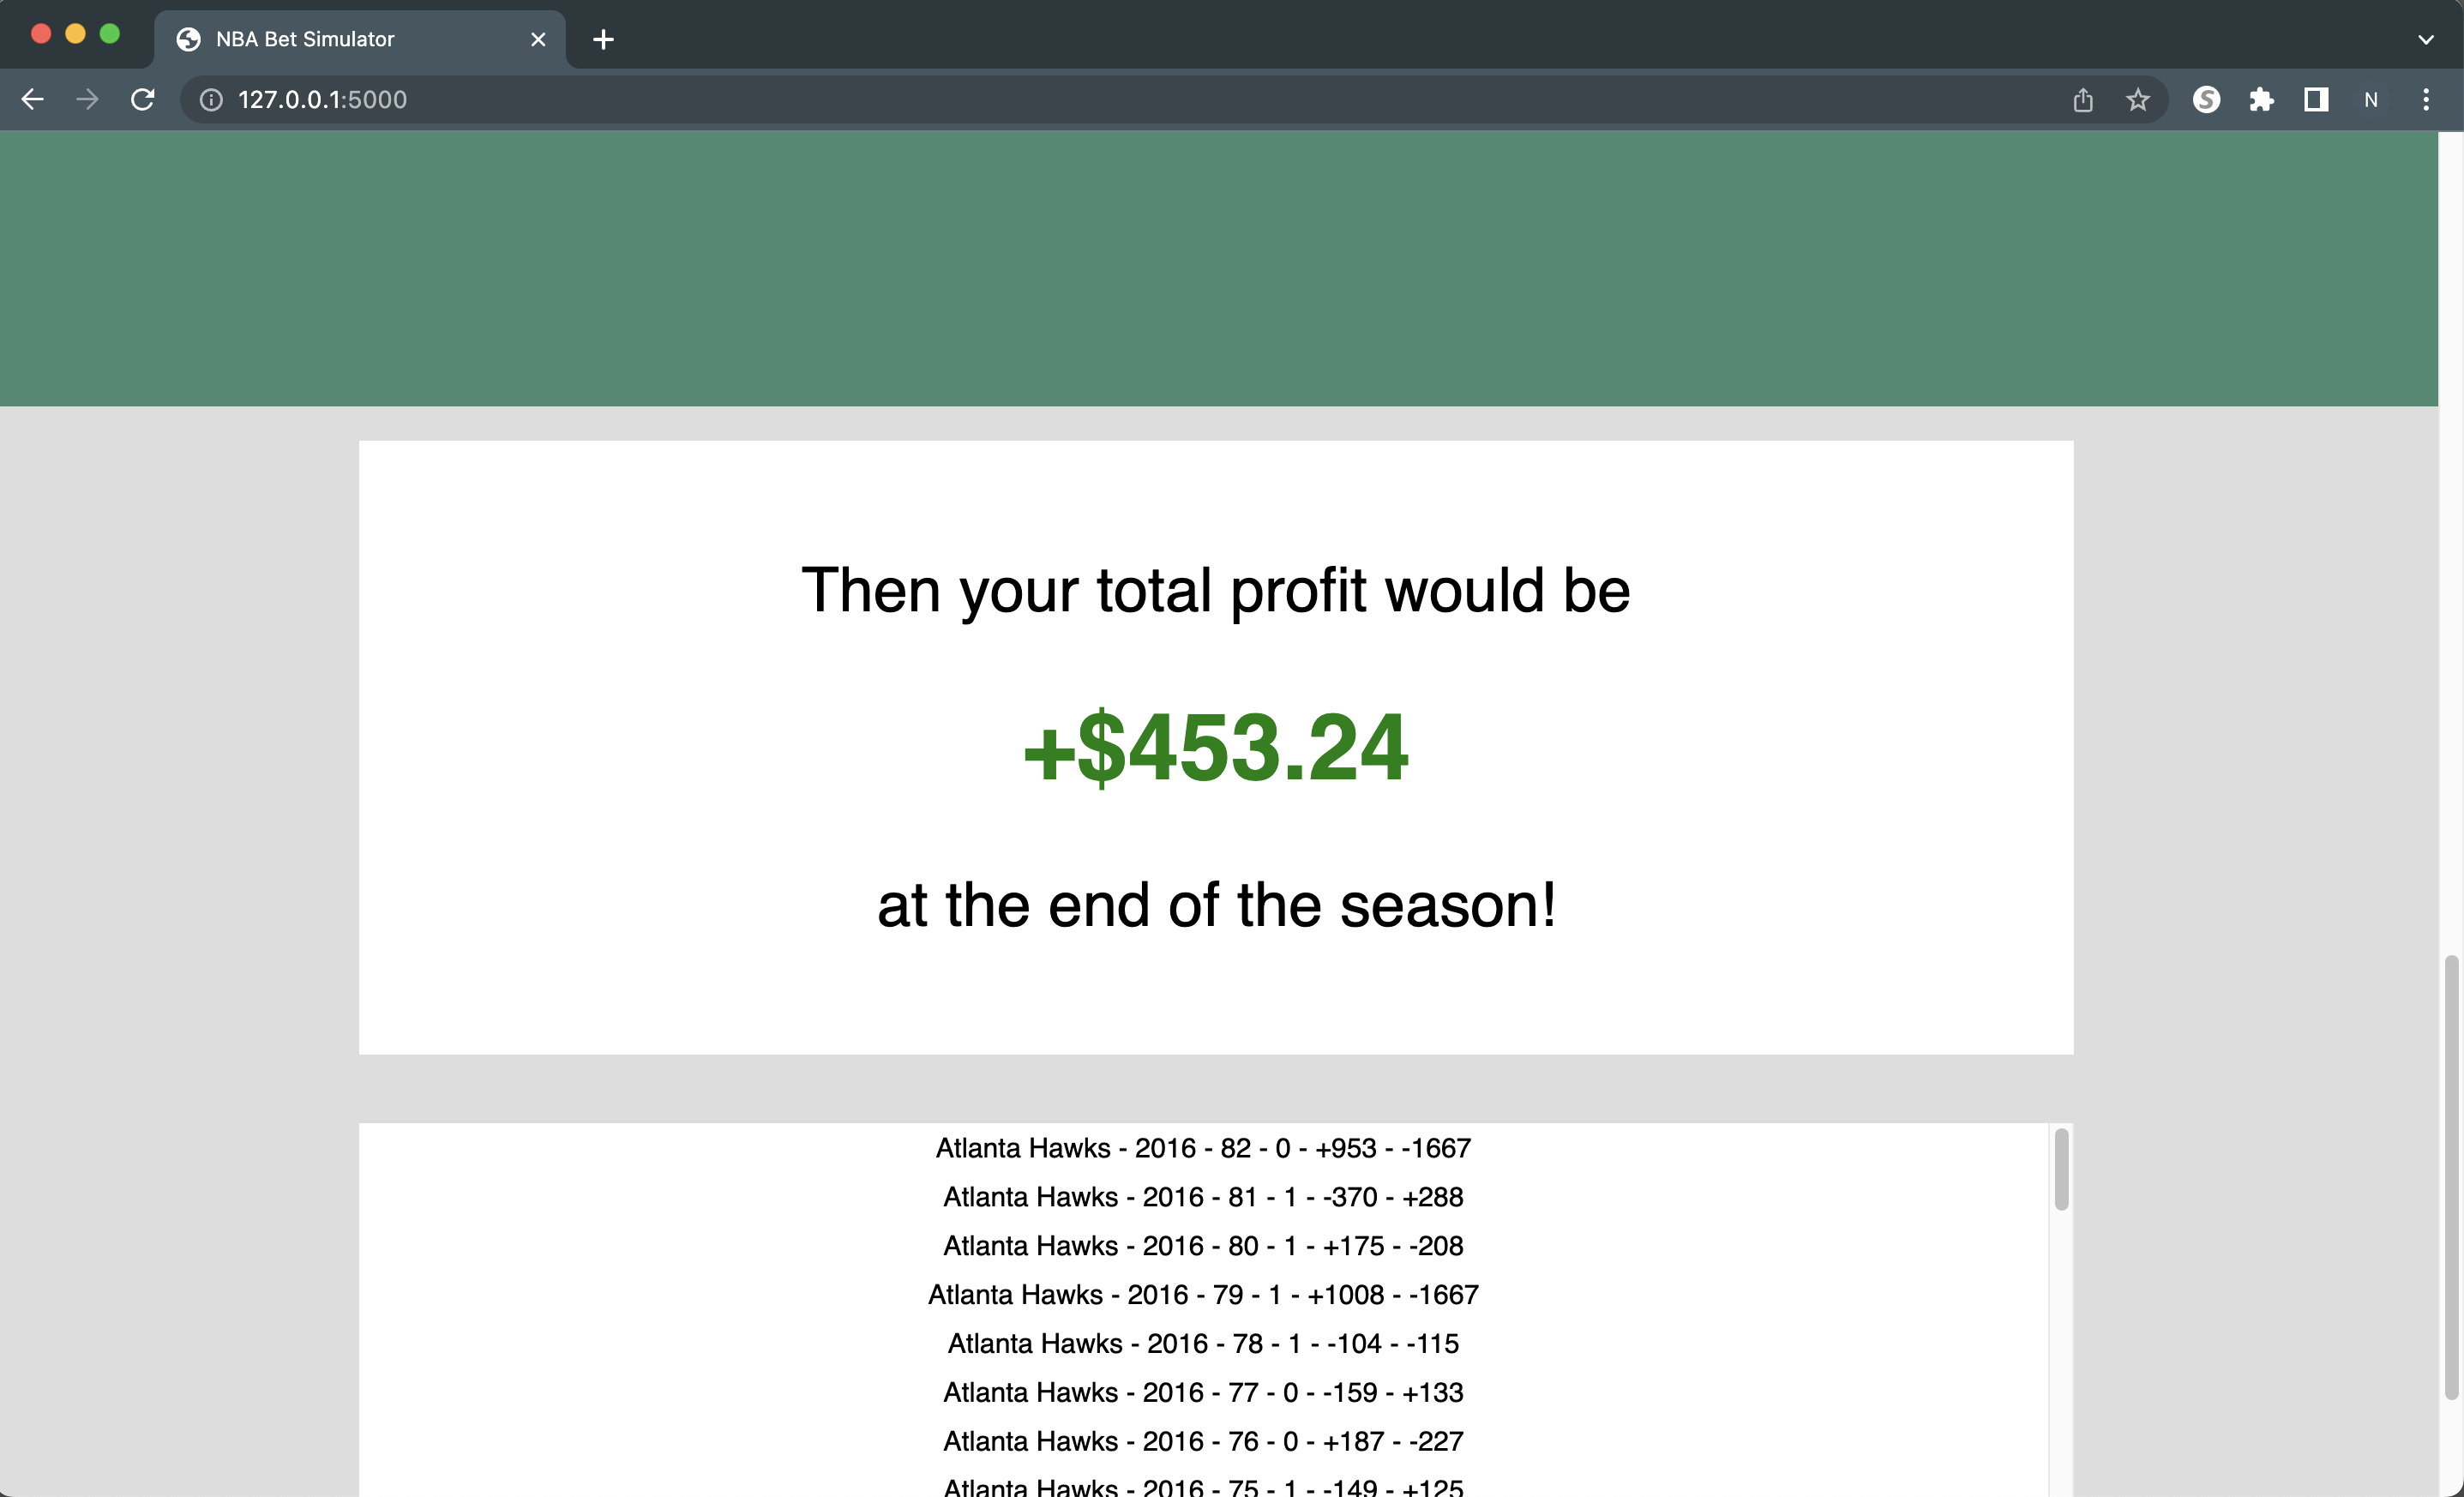 NBA Bet Simulator
127.0.0.1:5000
N
Then your total profit would be
+$453.24
at the end of the season!
Atlanta Hawks - 2016 - 82 - 0 - +953 - -1667
Atlanta Hawks - 2016 - 81 - 1 - -370 - +288
Atlanta Hawks - 2016 - 80 - 1 - +175 - -208
Atlanta Hawks - 2016 - 79 - 1 - +1008 - -1667
Atlanta Hawks - 2016 - 78 - 1 - -104 - -115
Atlanta Hawks - 2016 - 77 - 0 - -159 - +133
Atlanta Hawks - 2016 - 76 - 0 - +187 - -227
Atlanta Hawks - 2016 - 75 - 1 - -149 - +125